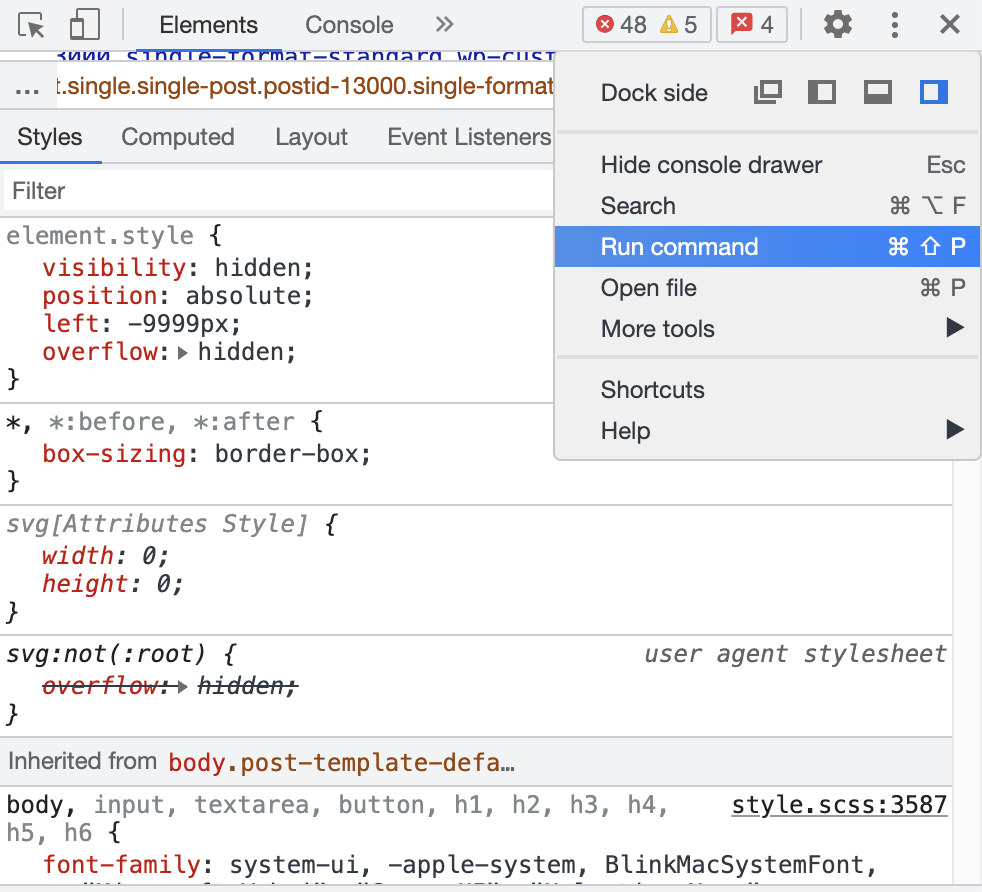 Elements Console » 48 5 4
single-format-standard
... t.single.single-post.postid-13000.single-format
Styles Computed Layout Event Listeners
Filter
element.style {
visibility: hidden;
position: absolute;
left: -9999px;
overflow: hidden;
}
*, *:before, *:after {
box-sizing: border-box;
}
svg[Attributes Style] {
width: 0;
height: 0;
}
svg:not(:root) { user agent stylesheet
overflow: hidden;
}
Inherited from body.post-template-defa…
body, input, textarea, button, h1, h2, h3, h4, style.scss:3587
h5, h6 {
font-family: system-ui, -apple-system, BlinkMacSystemFont,
Dock side
Hide console drawer Esc
Search ⌘ ⌥ F
Run command ⌘ ⇧ P
Open file ⌘ P
More tools ▶
Shortcuts
Help ▶